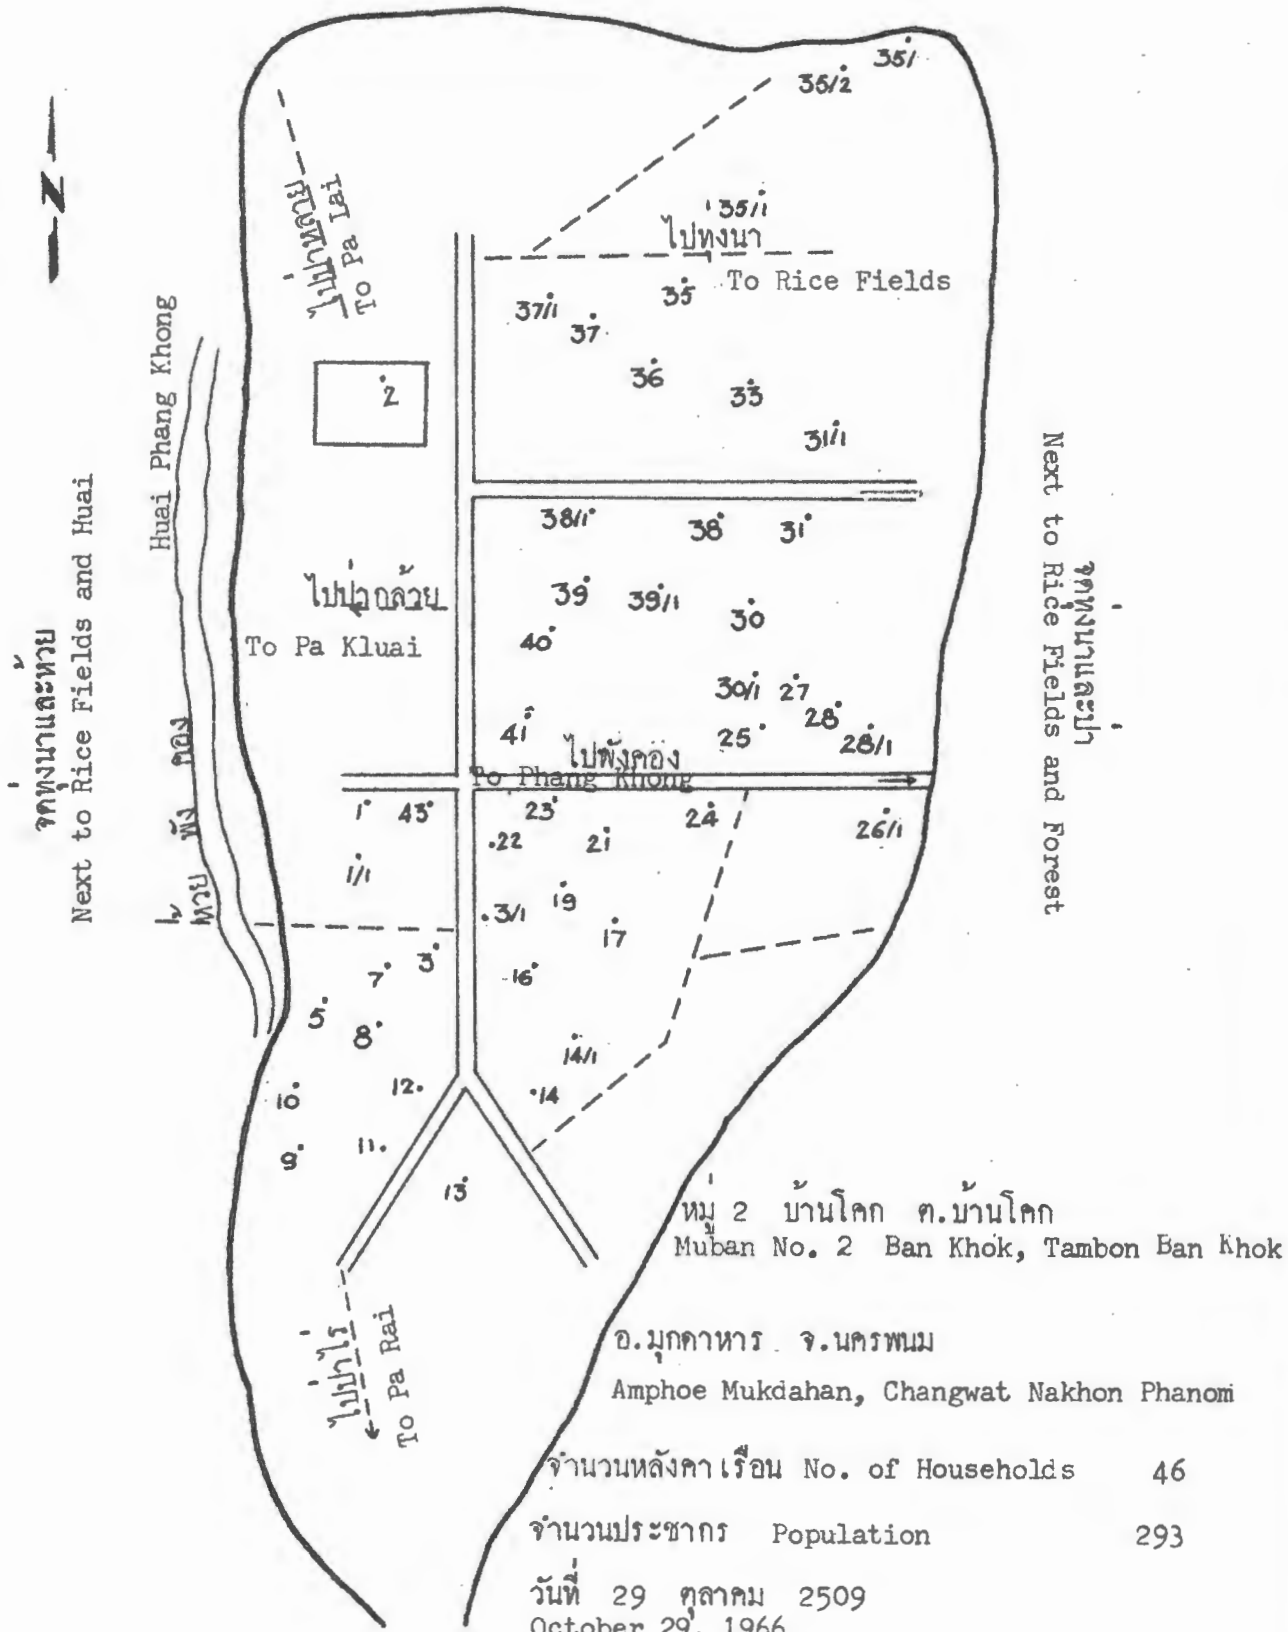 35/
35/2
N
ไปป่าหลาย
To Pa Lai
35/1
ไปทุ่งนา
To Rice Fields
37/1
35
37
36
33
31/1
2
Huai Phang Khong
จดทุ่งนาและห้วย
Next to Rice Fields and Huai
38/1
38
31
39
39/1
30
40
ไปป่ากล้วย
To Pa Kluai
30/1
27
28
41
25
28/1
ไปพังคอง
To Phang Khong
จดทุ่งนาและป่า
Next to Rice Fields and Forest
1
43
23
24
26/1
22
21
1/1
ห้วย พัง คอง
3/1
19
17
3
7
16
5
8
14/1
12
14
10
11
9
13
ไปป่าไร่
To Pa Rai
หมู่ 2 บ้านโคก ต.บ้านโคก
Muban No. 2 Ban Khok, Tambon Ban Khok
อ.มุกดาหาร จ.นครพนม
Amphoe Mukdahan, Changwat Nakhon Phanom
จำนวนหลังคาเรือน No. of Households 46
จำนวนประชากร Population 293
วันที่ 29 ตุลาคม 2509
October 29, 1966